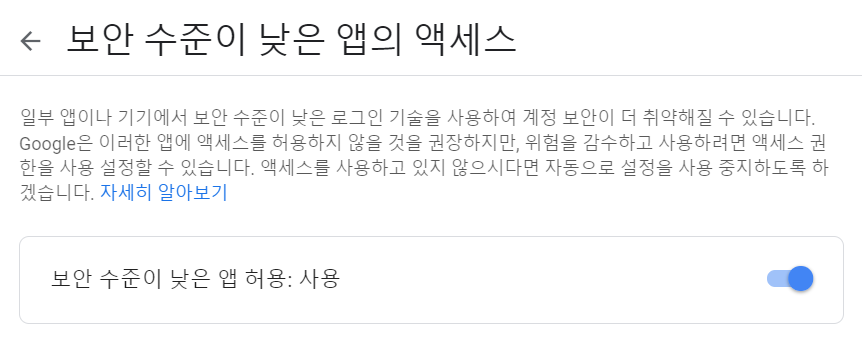 보안 수준이 낮은 앱의 액세스
일부 앱이나 기기에서 보안 수준이 낮은 로그인 기술을 사용하여 계정 보안이 더 취약해질 수 있습니다.
Google은 이러한 앱에 액세스를 허용하지 않을 것을 권장하지만, 위험을 감수하고 사용하려면 액세스 권
한을 사용 설정할 수 있습니다. 액세스를 사용하고 있지 않으시다면 자동으로 설정을 사용 중지하도록 하
겠습니다. 자세히 알아보기
보안 수준이 낮은 앱 허용: 사용